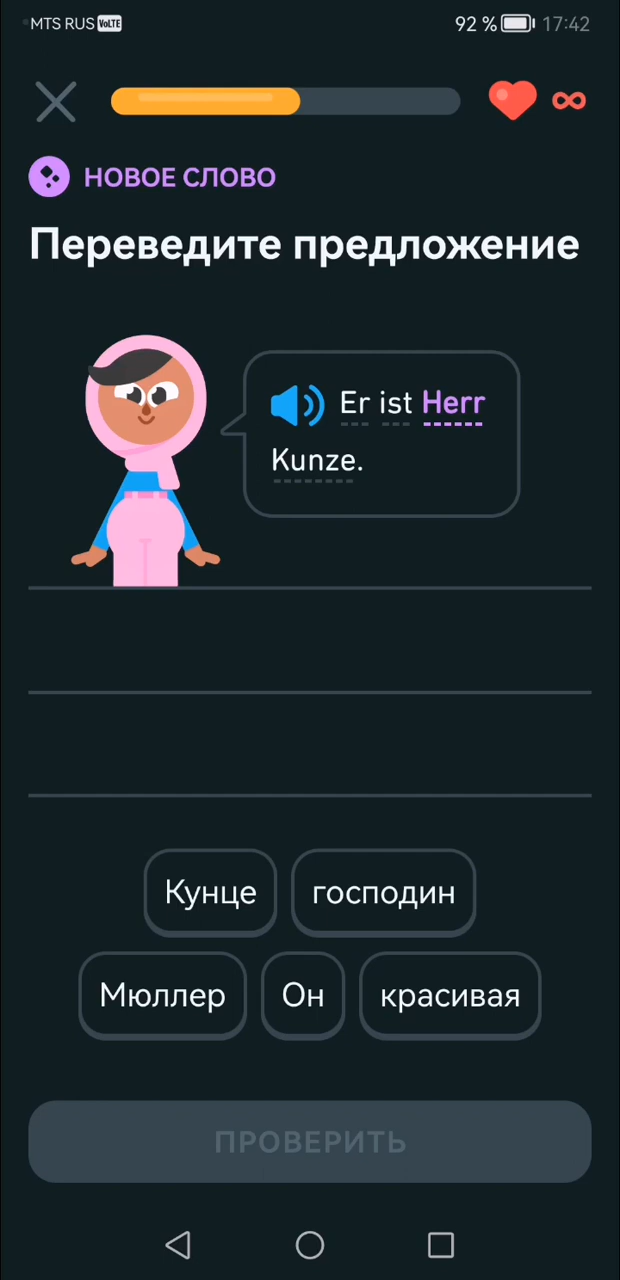 MTS RUS VoLTE 92 % 17:42
НОВОЕ СЛОВО
Переведите предложение
Er ist Herr
Kunze.
Кунце господин
Мюллер Он красивая
ПРОВЕРИТЬ